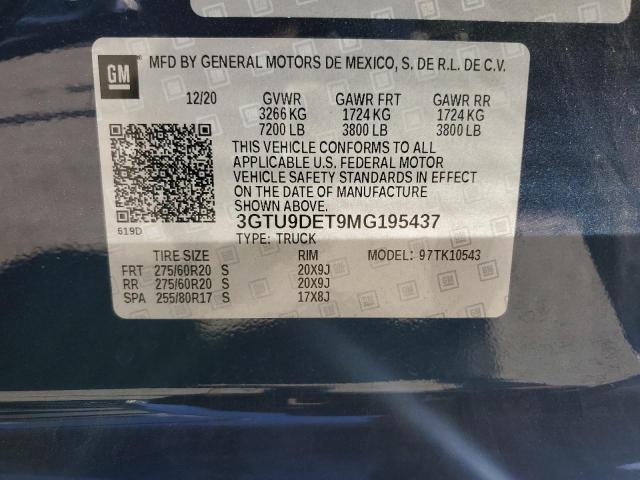 GM
MFD BY GENERAL MOTORS DE MEXICO, S. DE R.L. DE C.V.
12/20 GVWR GAWR FRT GAWR RR
3266 KG 1724 KG 1724 KG
7200 LB 3800 LB 3800 LB
THIS VEHICLE CONFORMS TO ALL
APPLICABLE U.S. FEDERAL MOTOR
VEHICLE SAFETY STANDARDS IN EFFECT
ON THE DATE OF MANUFACTURE
SHOWN ABOVE.
619D
3GTU9DET9MG195437
TYPE: TRUCK MODEL: 97TK10543
TIRE SIZE RIM
FRT 275/60R20 S 20X9J
RR 275/60R20 S 20X9J
SPA 255/80R17 S 17X8J